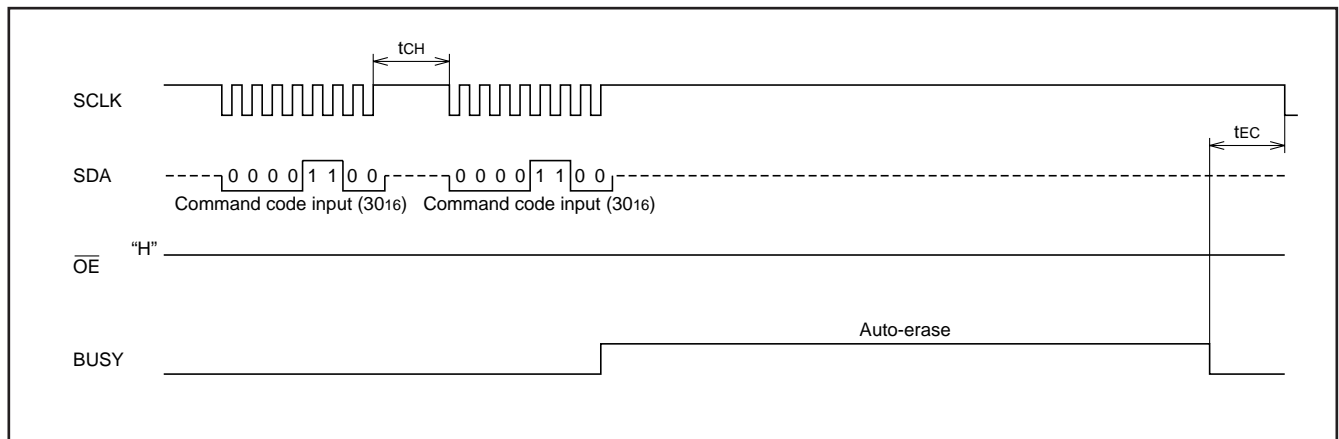 tCH
SCLK
tEC
SDA
0 0 0 0 1 1 0 0 0 0 0 0 1 1 0 0
Command code input (3016) Command code input (3016)
“H”
OE
Auto-erase
BUSY